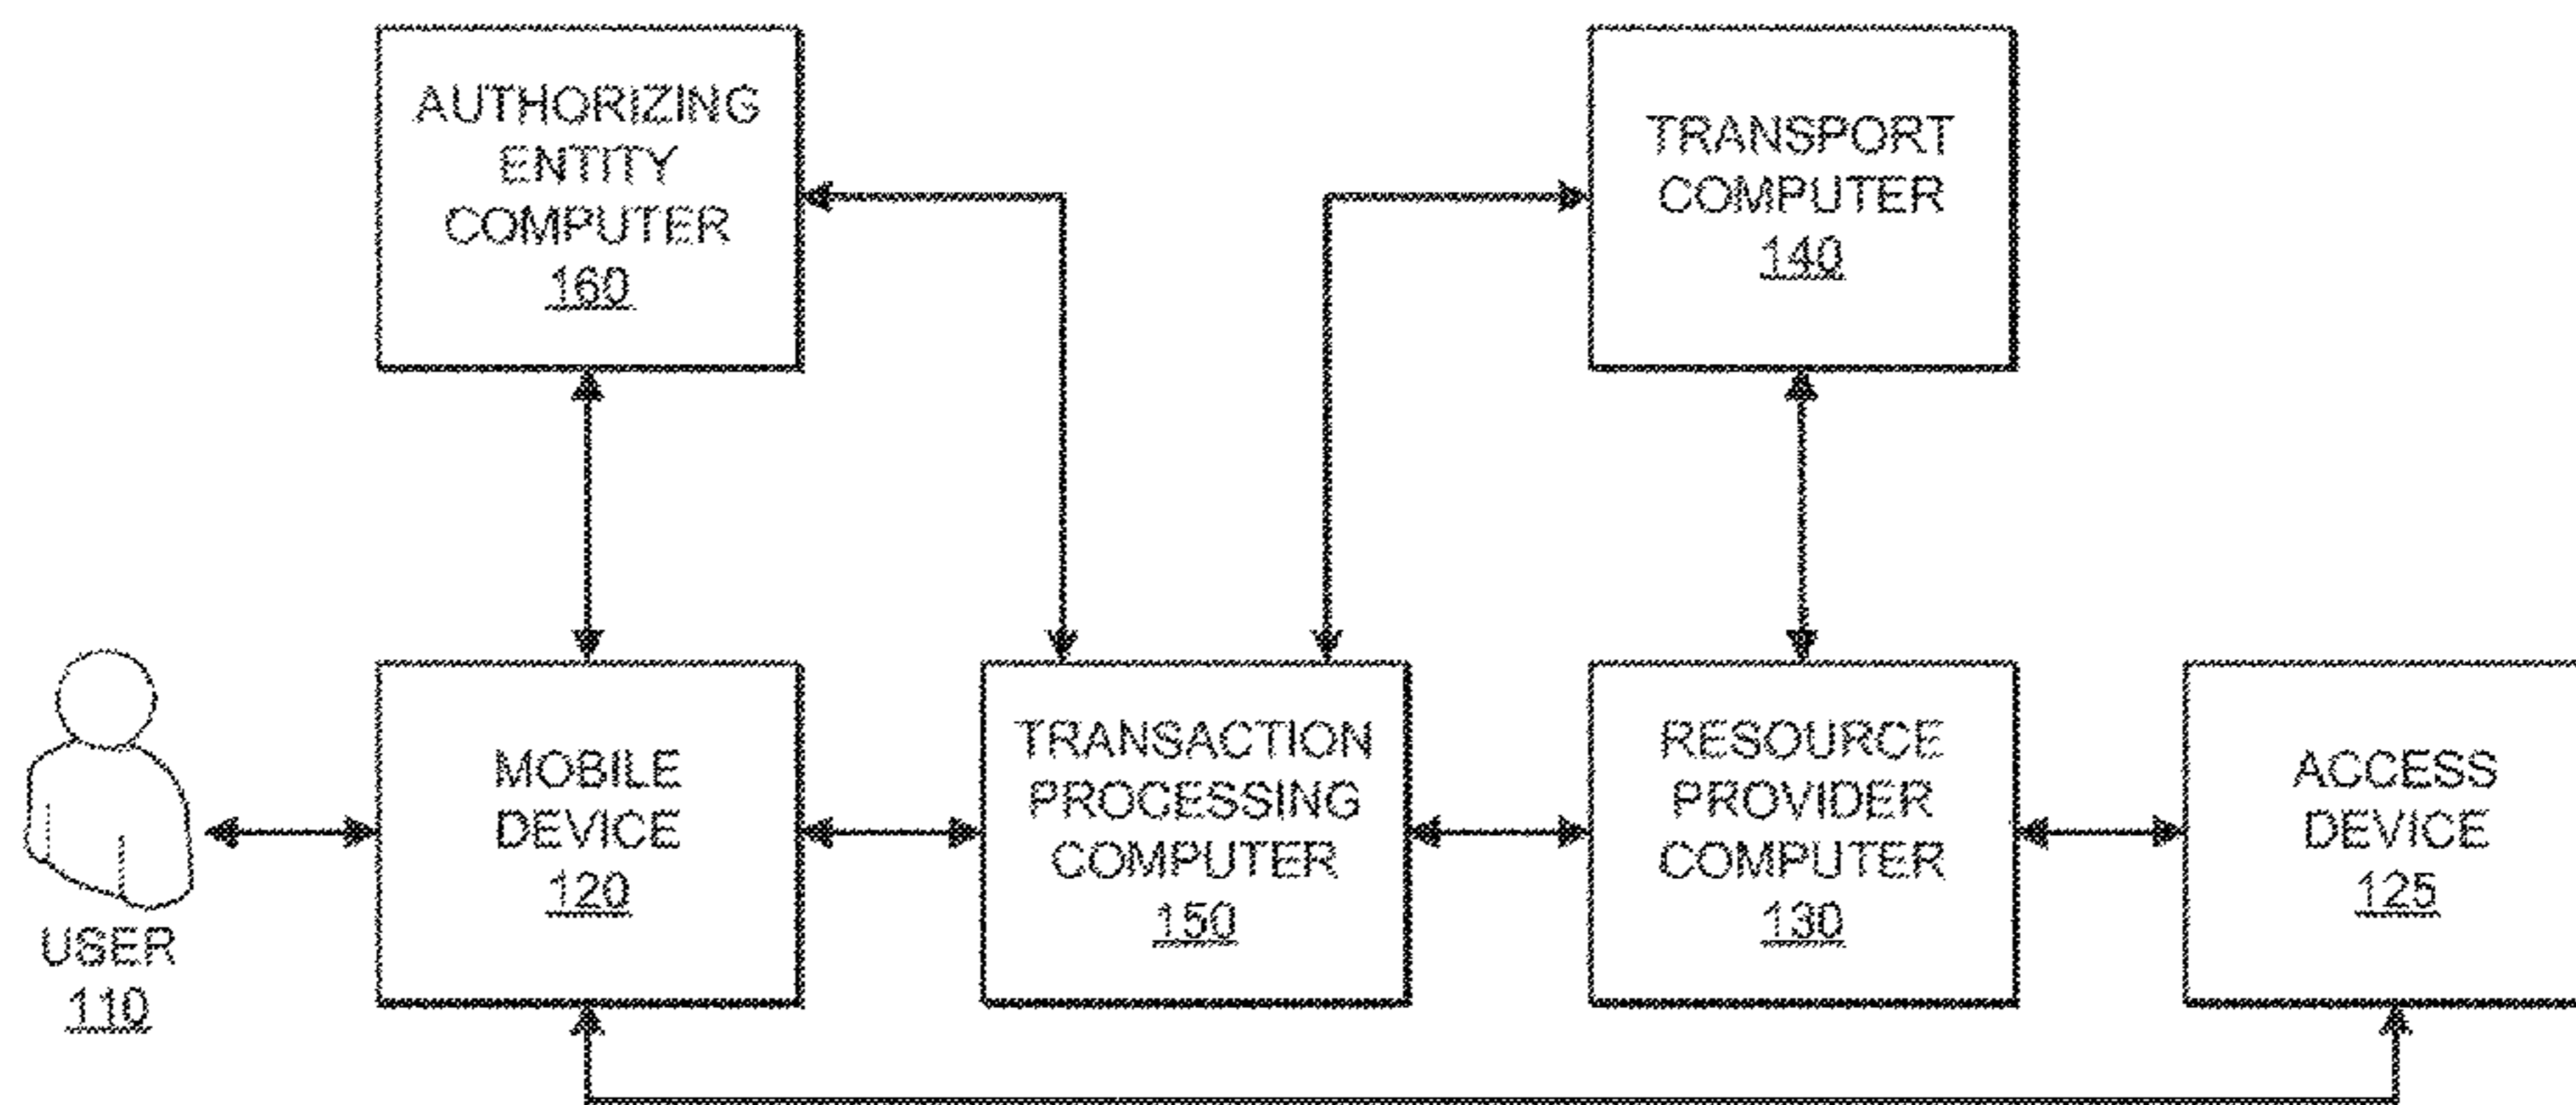 AUTHORIZING
ENTITY
COMPUTER
160
TRANSPORT
COMPUTER
140
USER
110
MOBILE
DEVICE
120
TRANSACTION
PROCESSING
COMPUTER
150
RESOURCE
PROVIDER
COMPUTER
130
ACCESS
DEVICE
125